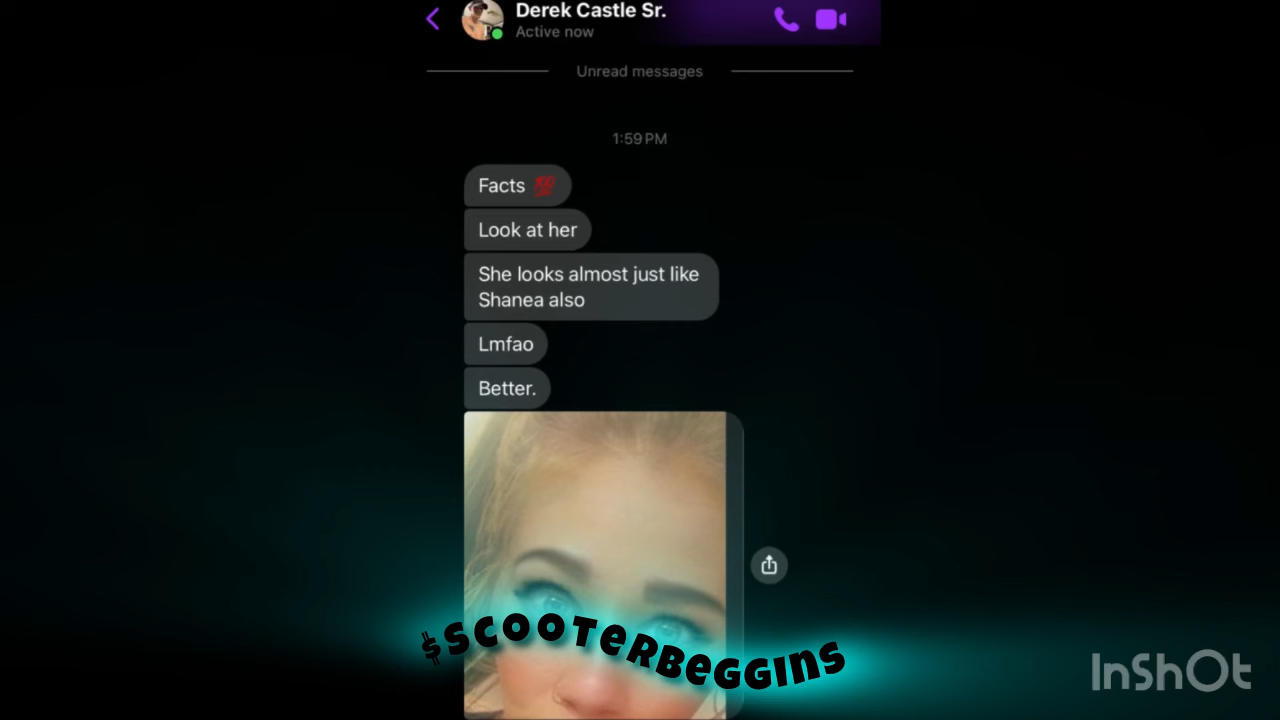 Derek Castle Sr.
Active now
Unread messages
1:59 PM
Facts 💯
Look at her
She looks almost just like
Shanea also
Lmfao
Better.
$SCOOTERBEGGINS
InShOt